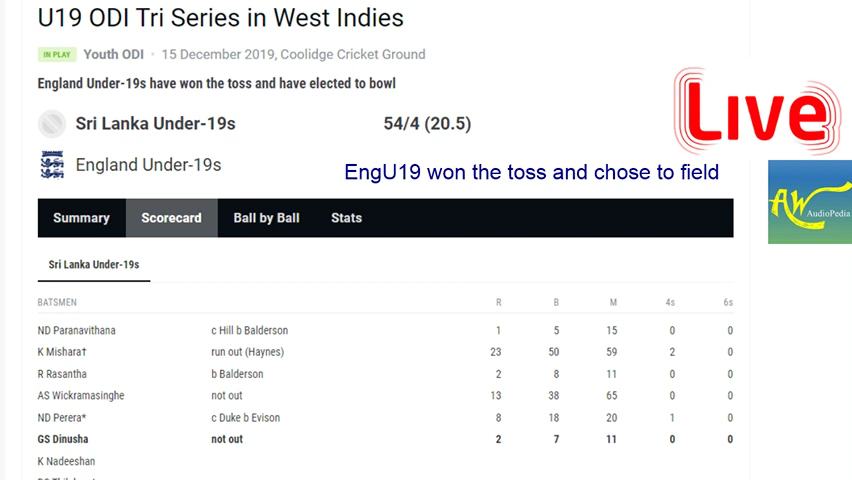 U19 ODI Tri Series in West Indies
IN PLAY Youth ODI • 15 December 2019, Coolidge Cricket Ground
England Under-19s have won the toss and have elected to bowl
Live
Sri Lanka Under-19s 54/4 (20.5)
England Under-19s
EngU19 won the toss and chose to field
AW AudioPedia
Summary Scorecard Ball by Ball Stats
Sri Lanka Under-19s
BATSMEN R B M 4s 6s
ND Paranavithana c Hill b Balderson 1 5 15 0 0
K Mishara† run out (Haynes) 23 50 59 2 0
R Rasantha b Balderson 2 8 11 0 0
AS Wickramasinghe not out 13 38 65 0 0
ND Perera* c Duke b Evison 8 18 20 1 0
GS Dinusha not out 2 7 11 0 0
K Nadeeshan